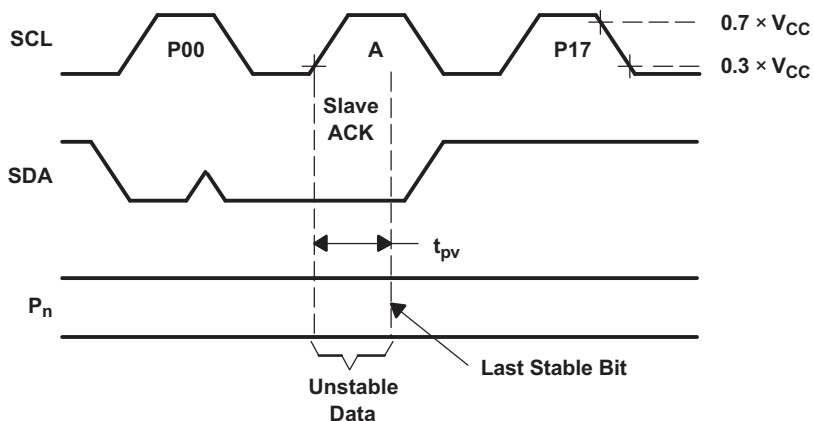 SCL
P00
A
P17
0.7 × VCC
0.3 × VCC
Slave
ACK
SDA
tpv
Pn
Last Stable Bit
Unstable
Data